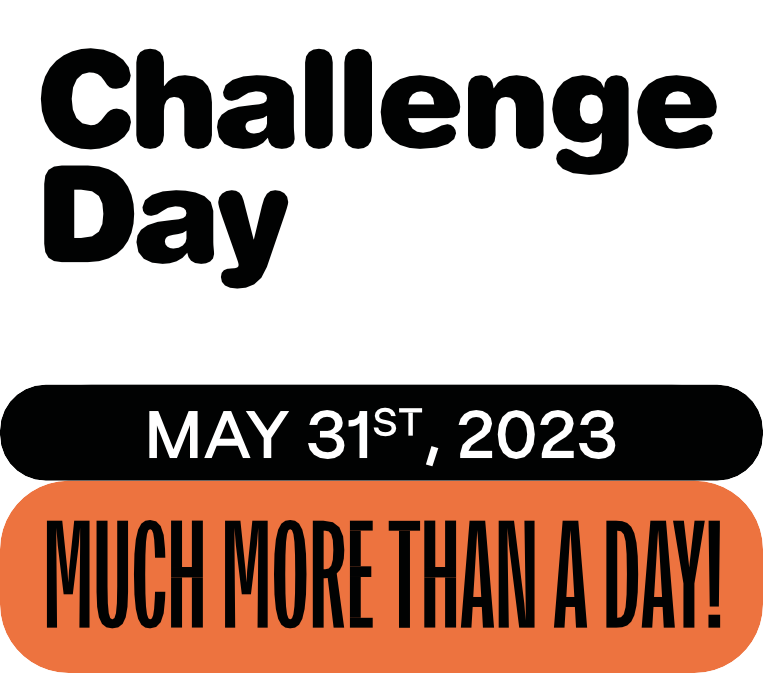 Challenge
Day
MAY 31ST, 2023
MUCH MORE THAN A DAY!